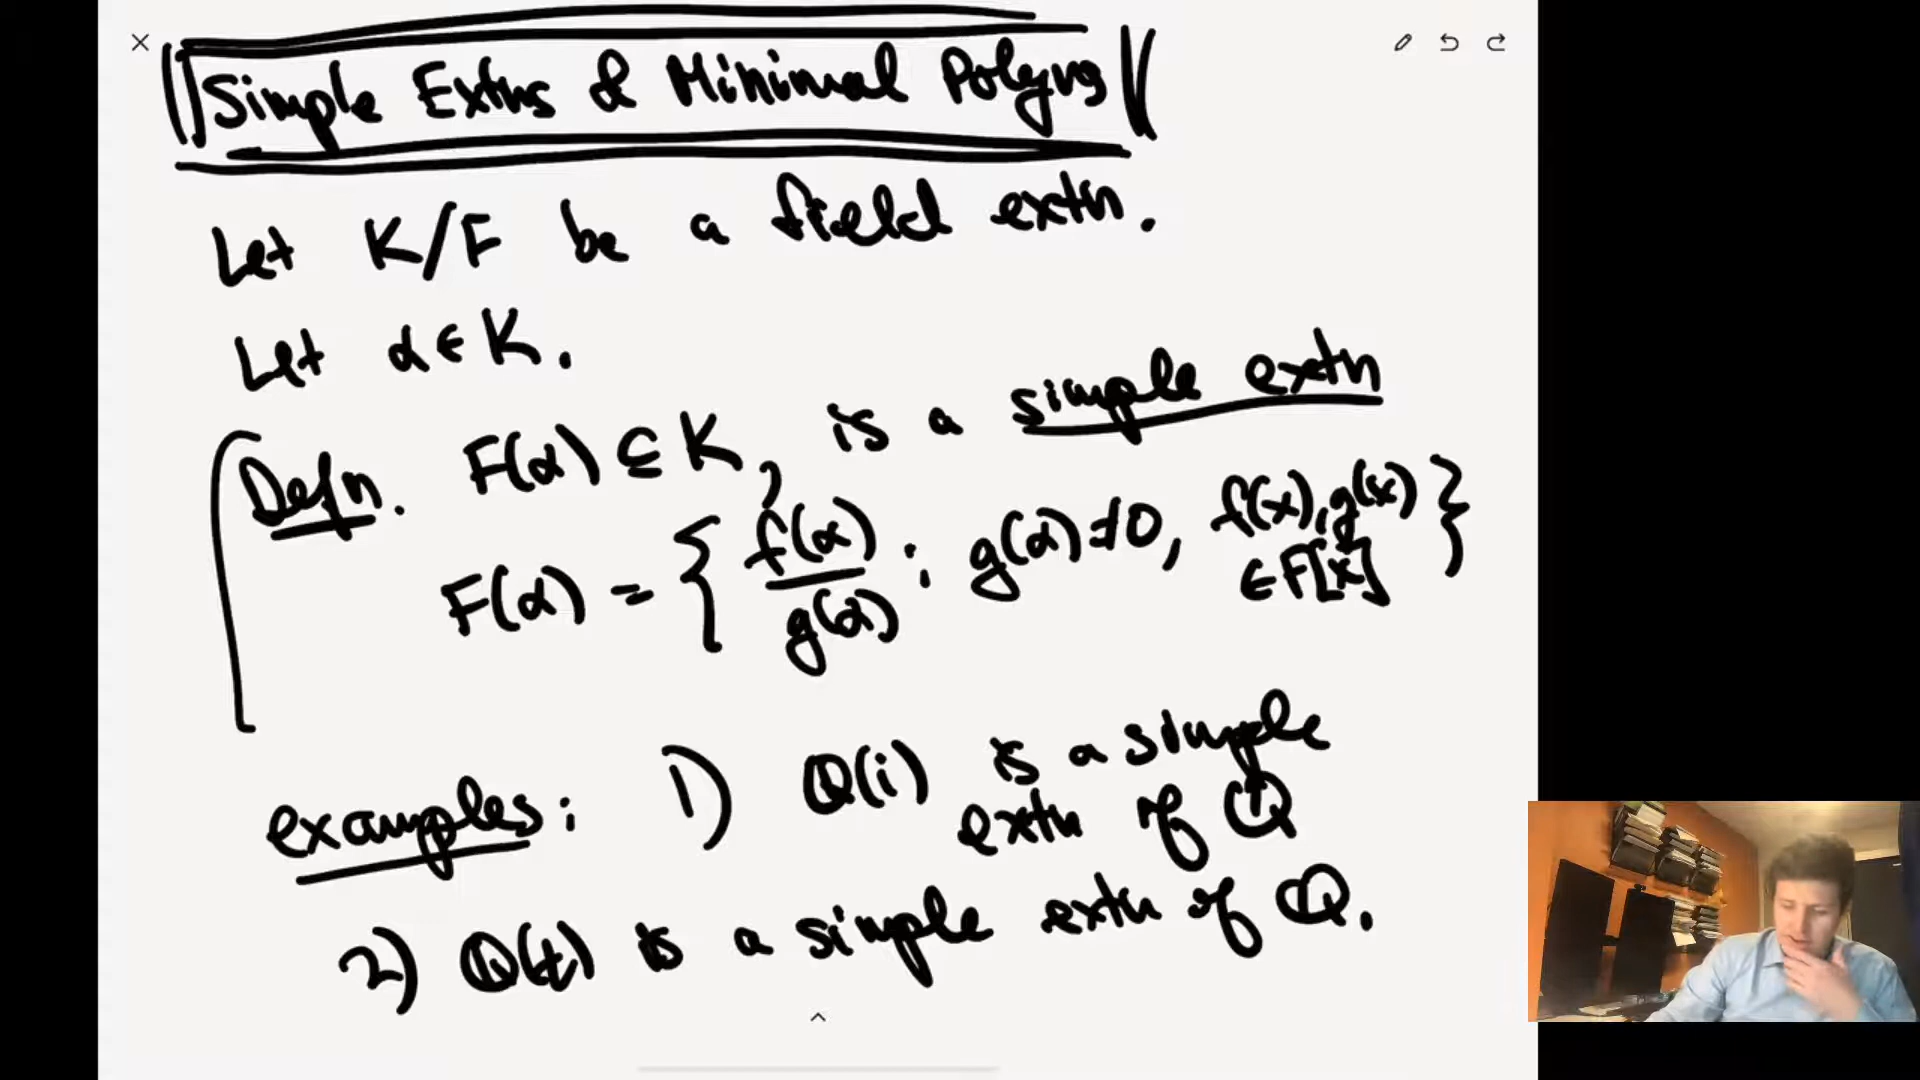 Simple Extns & Minimal Polyns
Let K/F be a field extn.
Let α ∈ K.
Defn. F(α) ⊆ K, is a simple extn
F(α) = { f(α)/g(α) : g(α) ≠ 0, f(x), g(x) ∈ F[x] }
examples: 1) Q(i) is a simple
extn of Q
2) Q(t) is a simple extn of Q.